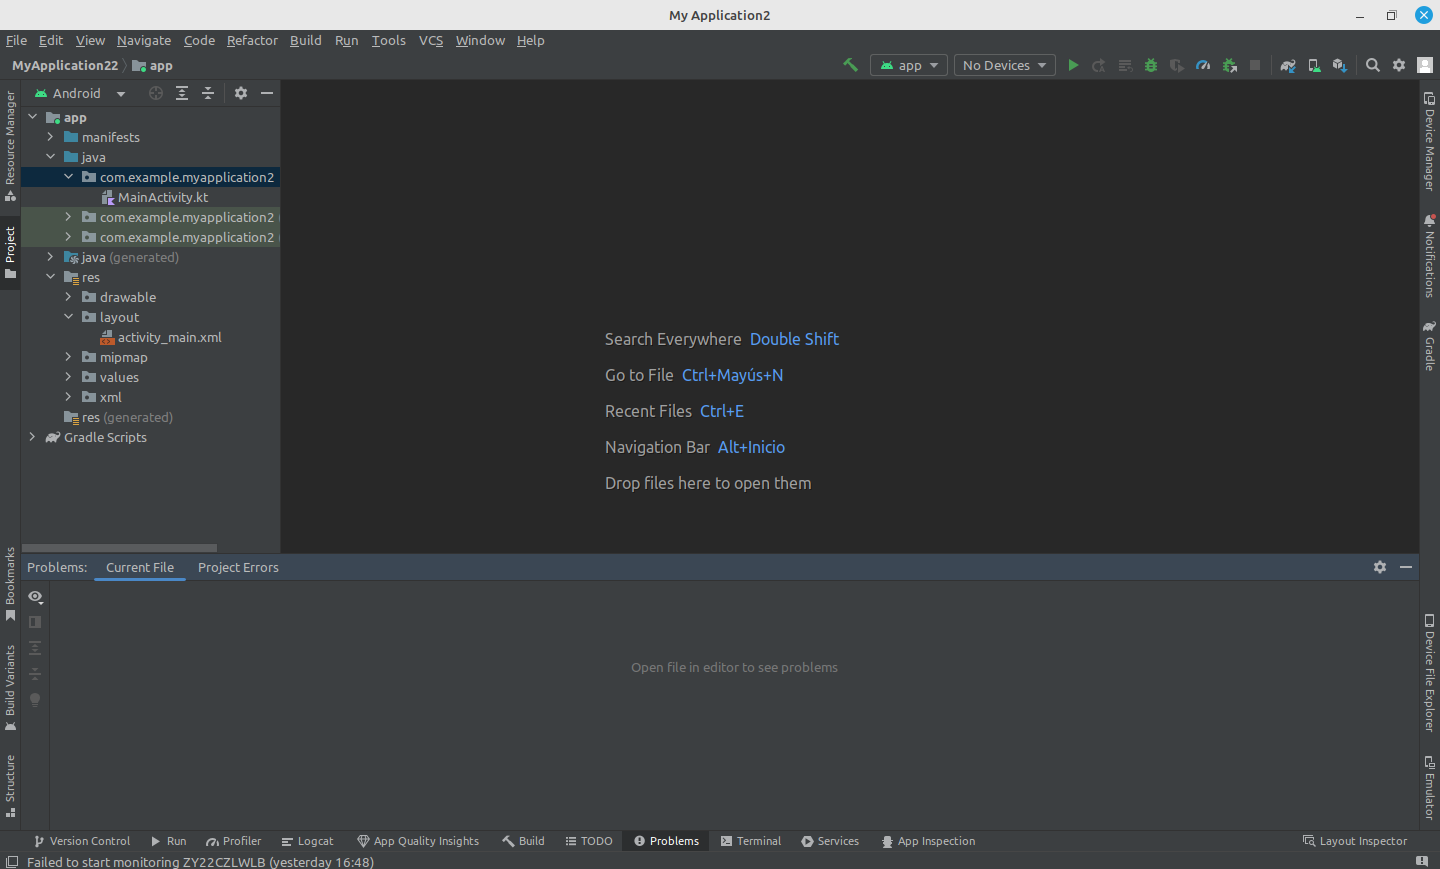 My Application2
File Edit View Navigate Code Refactor Build Run Tools VCS Window Help
MyApplication22 app
app No Devices
Android
app
manifests
java
com.example.myapplication2
MainActivity.kt
com.example.myapplication2
com.example.myapplication2
java (generated)
res
drawable
layout
activity_main.xml
mipmap
values
xml
res (generated)
Gradle Scripts
Resource Manager
Project
Bookmarks
Build Variants
Structure
Search Everywhere Double Shift
Go to File Ctrl+Mayús+N
Recent Files Ctrl+E
Navigation Bar Alt+Inicio
Drop files here to open them
Device Manager
Notifications
Gradle
Device File Explorer
Emulator
Problems: Current File Project Errors
Open file in editor to see problems
Version Control Run Profiler Logcat App Quality Insights Build TODO Problems Terminal Services App Inspection Layout Inspector
Failed to start monitoring ZY22CZLWLB (yesterday 16:48)